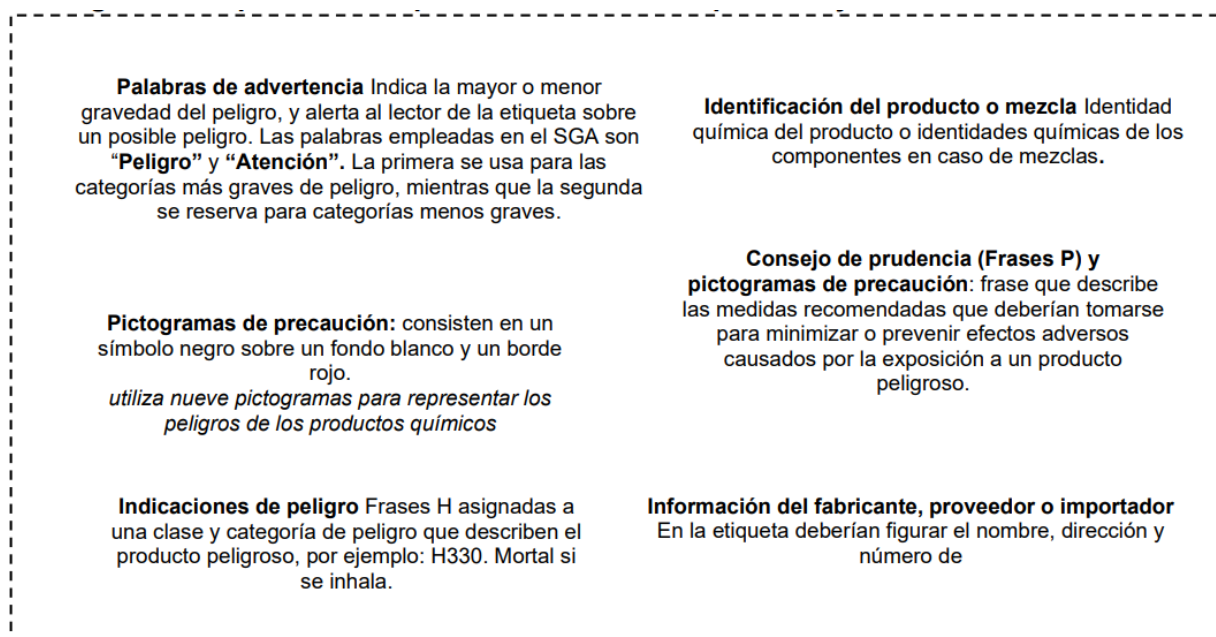 Palabras de advertencia Indica la mayor o menor
gravedad del peligro, y alerta al lector de la etiqueta sobre
un posible peligro. Las palabras empleadas en el SGA son
“Peligro” y “Atención”. La primera se usa para las
categorías más graves de peligro, mientras que la segunda
se reserva para categorías menos graves.
Identificación del producto o mezcla Identidad
química del producto o identidades químicas de los
componentes en caso de mezclas.
Pictogramas de precaución: consisten en un
símbolo negro sobre un fondo blanco y un borde
rojo.
utiliza nueve pictogramas para representar los
peligros de los productos químicos
Consejo de prudencia (Frases P) y
pictogramas de precaución: frase que describe
las medidas recomendadas que deberían tomarse
para minimizar o prevenir efectos adversos
causados por la exposición a un producto
peligroso.
Indicaciones de peligro Frases H asignadas a
una clase y categoría de peligro que describen el
producto peligroso, por ejemplo: H330. Mortal si
se inhala.
Información del fabricante, proveedor o importador
En la etiqueta deberían figurar el nombre, dirección y
número de